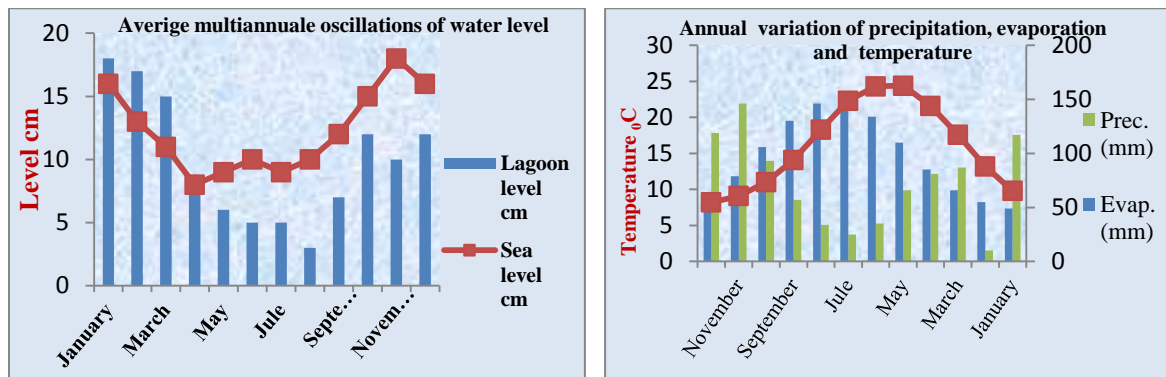 Averige multiannuale oscillations of water level
20
15
10
5
0
Level cm
January
March
May
Jule
Septe…
Novem…
Lagoon
level
cm
Sea
level
cm
Annual variation of precipitation, evaporation
and temperature
30
25
20
15
10
5
0
Temperature oC
200
150
100
50
0
November
September
Jule
May
March
January
Prec.
(mm)
Evap.
(mm)